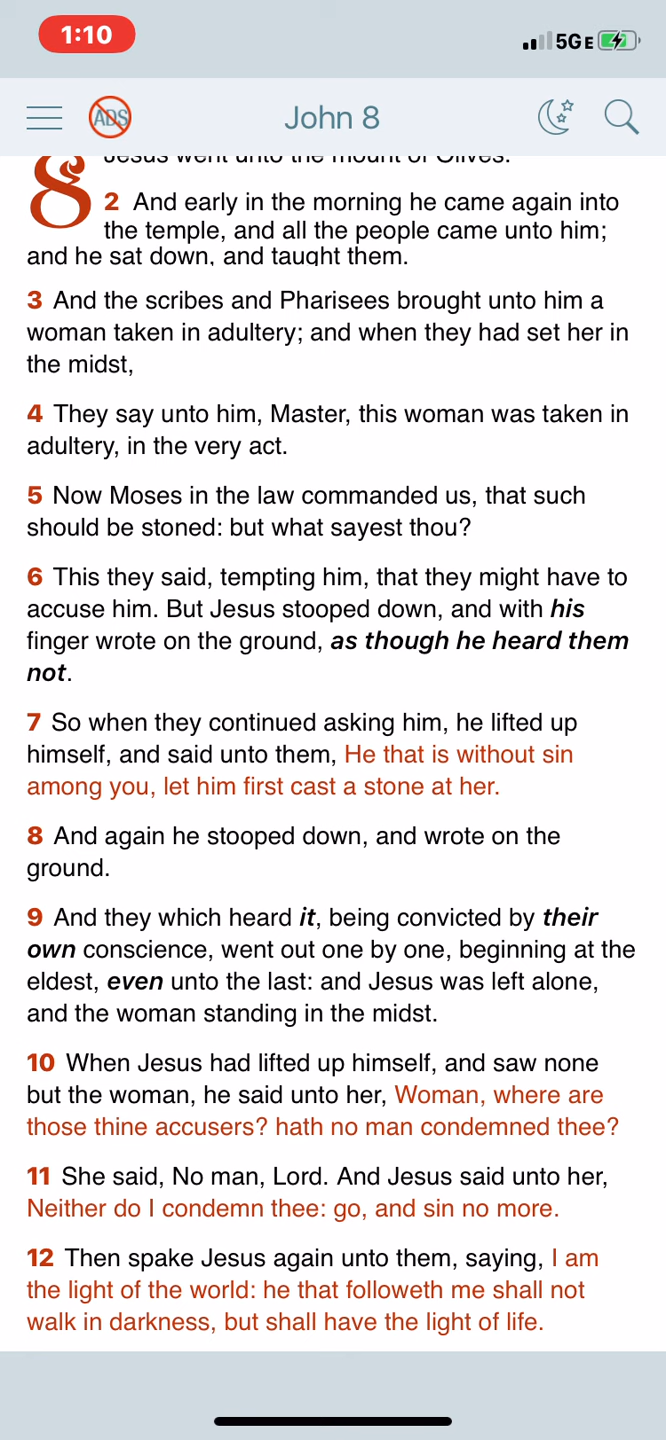 1:10
5GE
ADS
John 8
8
Jesus went unto the mount of Olives.
2 And early in the morning he came again into
the temple, and all the people came unto him;
and he sat down, and taught them.
3 And the scribes and Pharisees brought unto him a
woman taken in adultery; and when they had set her in
the midst,
4 They say unto him, Master, this woman was taken in
adultery, in the very act.
5 Now Moses in the law commanded us, that such
should be stoned: but what sayest thou?
6 This they said, tempting him, that they might have to
accuse him. But Jesus stooped down, and with his
finger wrote on the ground, as though he heard them
not.
7 So when they continued asking him, he lifted up
himself, and said unto them, He that is without sin
among you, let him first cast a stone at her.
8 And again he stooped down, and wrote on the
ground.
9 And they which heard it, being convicted by their
own conscience, went out one by one, beginning at the
eldest, even unto the last: and Jesus was left alone,
and the woman standing in the midst.
10 When Jesus had lifted up himself, and saw none
but the woman, he said unto her, Woman, where are
those thine accusers? hath no man condemned thee?
11 She said, No man, Lord. And Jesus said unto her,
Neither do I condemn thee: go, and sin no more.
12 Then spake Jesus again unto them, saying, I am
the light of the world: he that followeth me shall not
walk in darkness, but shall have the light of life.